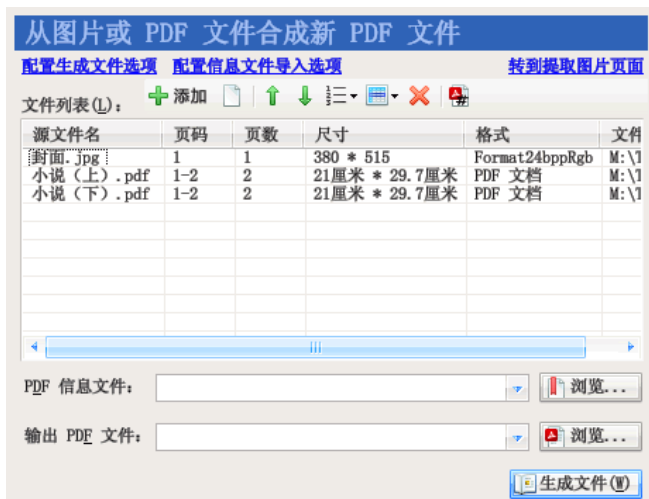 从图片或 PDF 文件合成新 PDF 文件
配置生成文件选项 配置信息文件导入选项 转到提取图片页面
文件列表(L): 添加
源文件名 页码 页数 尺寸 格式 文件
封面.jpg 1 1 380 * 515 Format24bppRgb M:\T
小说（上）.pdf 1-2 2 21厘米 * 29.7厘米 PDF 文档 M:\T
小说（下）.pdf 1-2 2 21厘米 * 29.7厘米 PDF 文档 M:\T
PDF 信息文件: 浏览...
输出 PDF 文件: 浏览...
生成文件(W)